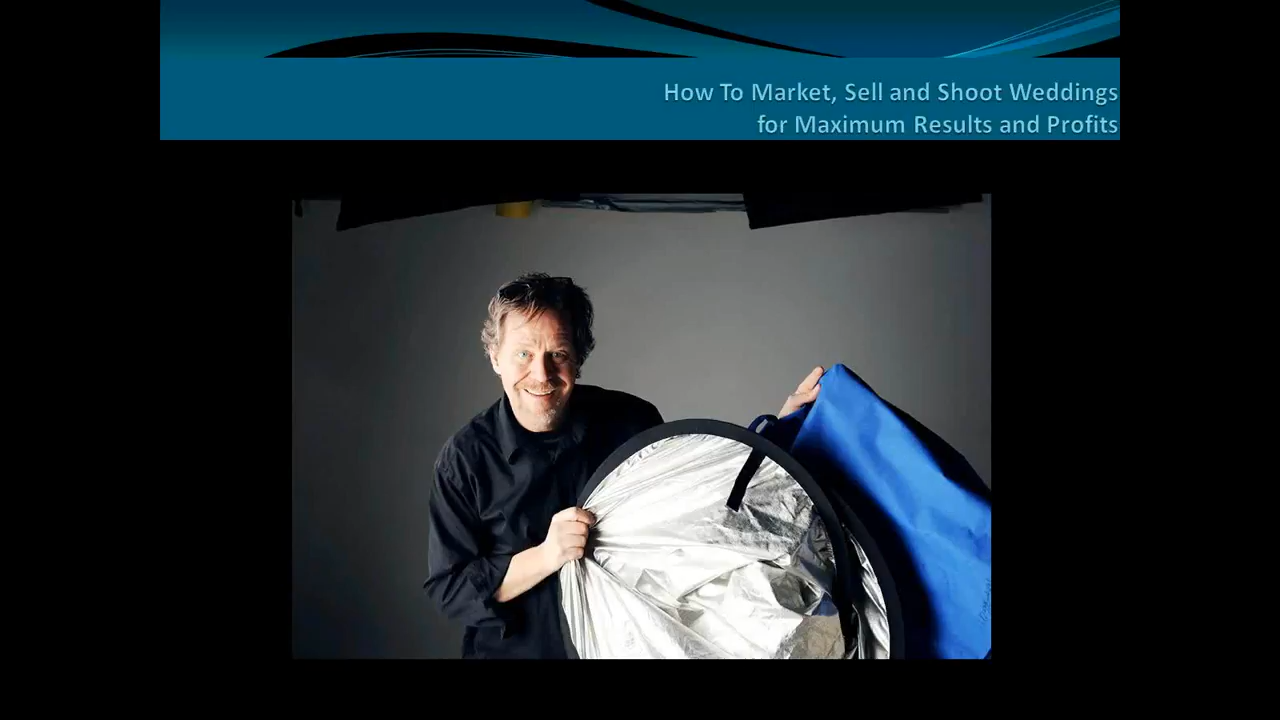 How To Market, Sell and Shoot Weddings
for Maximum Results and Profits